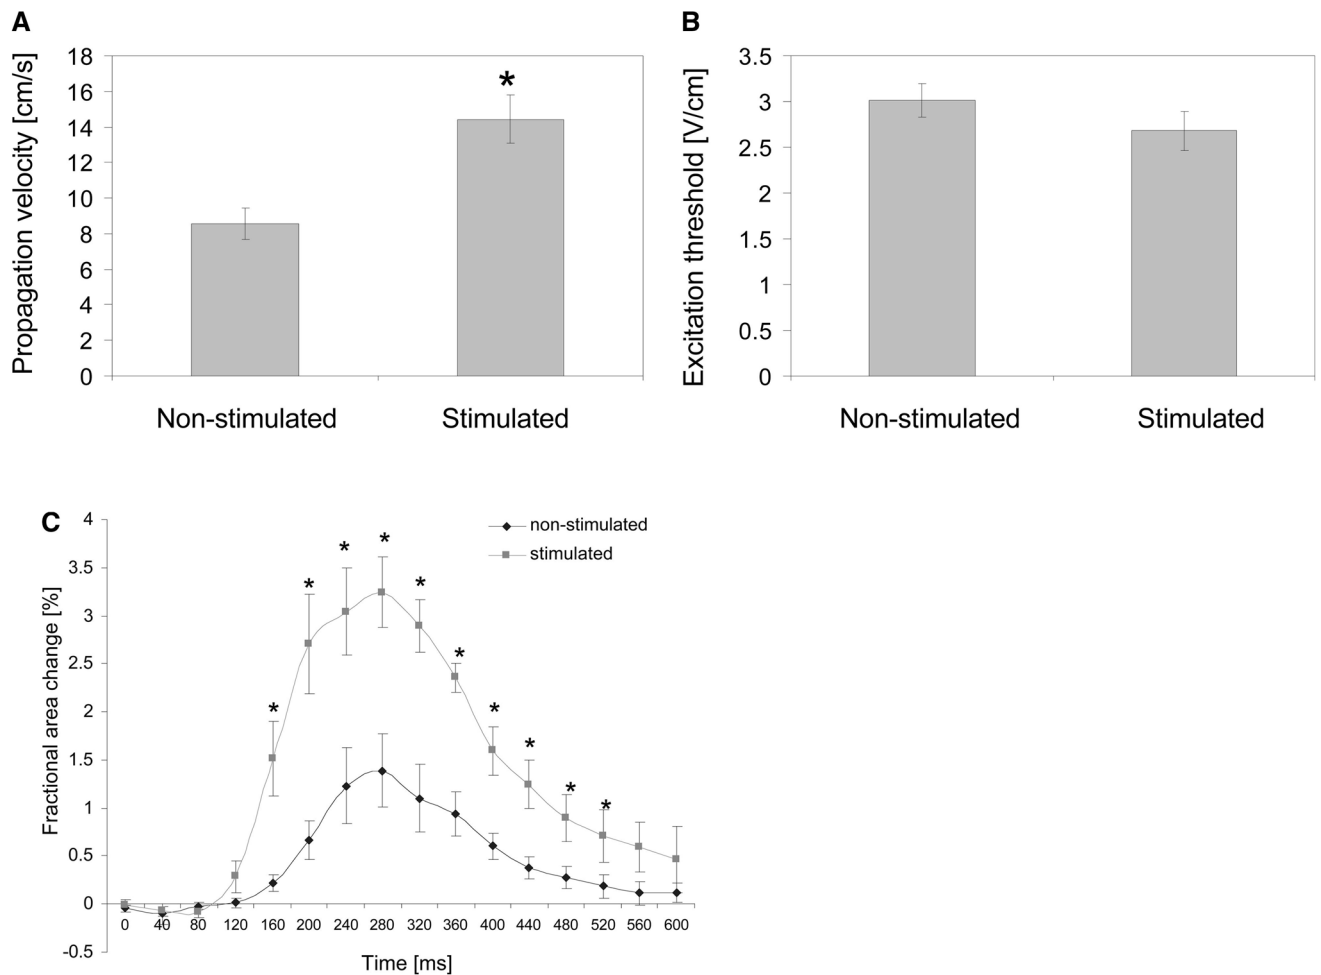 A
Propagation velocity [cm/s]
18
16
14
12
10
8
6
4
2
0
*
Non-stimulated
Stimulated
B
Excitation threshold [V/cm]
3.5
3
2.5
2
1.5
1
0.5
0
Non-stimulated
Stimulated
C
Fractional area change [%]
4
3.5
3
2.5
2
1.5
1
0.5
0
-0.5
non-stimulated
stimulated
* * * * * * * * * *
0 40 80 120 160 200 240 280 320 360 400 440 480 520 560 600
Time [ms]